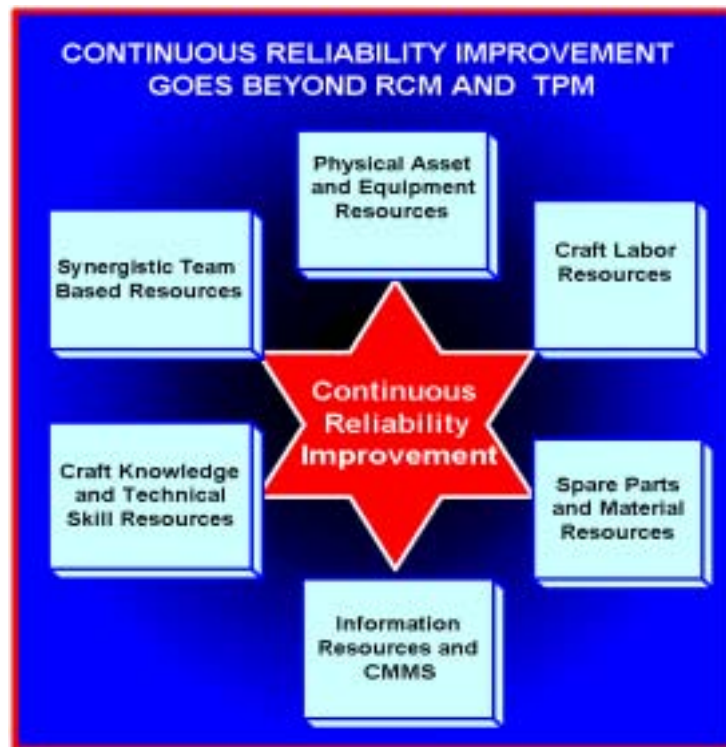 CONTINUOUS RELIABILITY IMPROVEMENT
GOES BEYOND RCM AND TPM
Physical Asset
and Equipment
Resources
Craft Labor
Resources
Spare Parts
and Material
Resources
Information
Resources and
CMMS
Craft Knowledge
and Technical
Skill Resources
Synergistic Team
Based Resources
Continuous
Reliability
Improvement